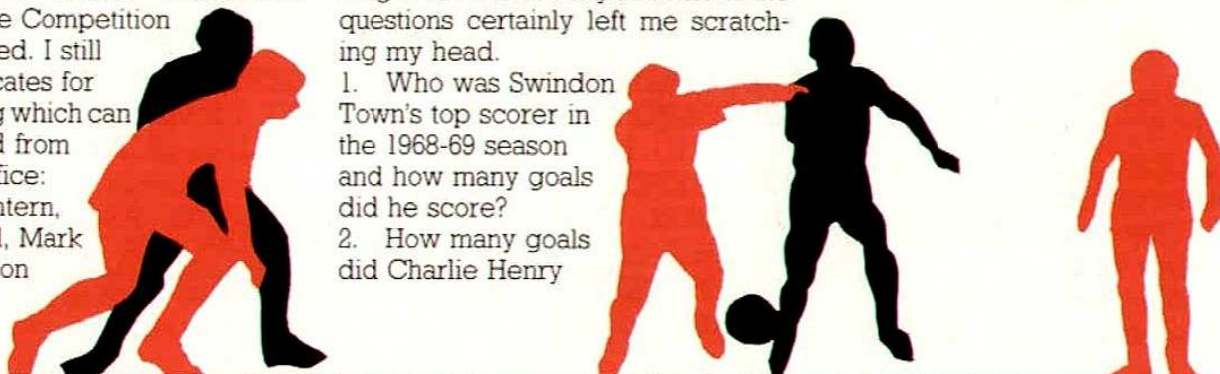 e Competition
ed. I still
cates for
g which can
d from
fice:
ntern,
l, Mark
on
questions certainly left me scratch-
ing my head.
1. Who was Swindon
Town's top scorer in
the 1968-69 season
and how many goals
did he score?
2. How many goals
did Charlie Henry